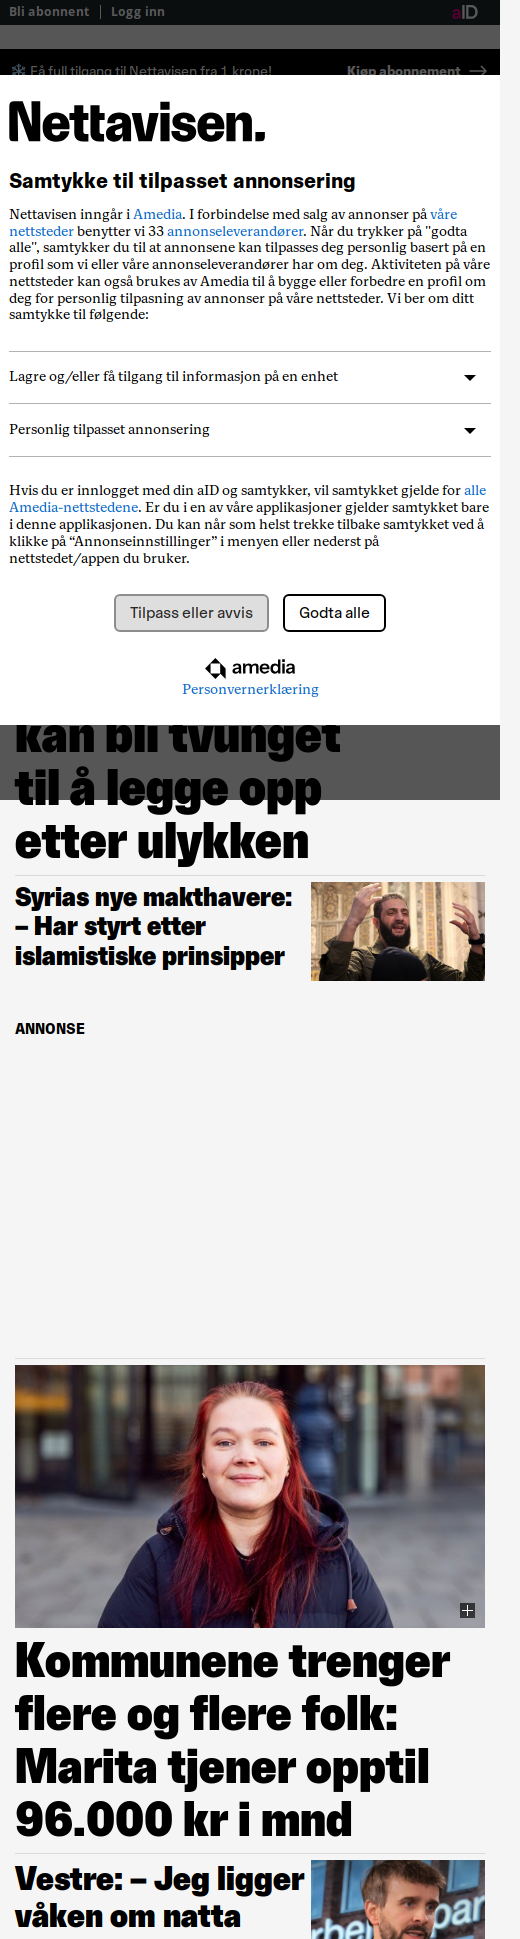 Bli abonnent | Logg inn
aID
Få full tilgang til Nettavisen fra 1 krone!
Kjøp abonnement
Nettavisen.
Samtykke til tilpasset annonsering
Nettavisen inngår i Amedia. I forbindelse med salg av annonser på våre
nettsteder benytter vi 33 annonseleverandører. Når du trykker på "godta
alle", samtykker du til at annonsene kan tilpasses deg personlig basert på en
profil som vi eller våre annonseleverandører har om deg. Aktiviteten på våre
nettsteder kan også brukes av Amedia til å bygge eller forbedre en profil om
deg for personlig tilpasning av annonser på våre nettsteder. Vi ber om ditt
samtykke til følgende:
Lagre og/eller få tilgang til informasjon på en enhet
Personlig tilpasset annonsering
Hvis du er innlogget med din aID og samtykker, vil samtykket gjelde for alle
Amedia-nettstedene. Er du i en av våre applikasjoner gjelder samtykket bare
i denne applikasjonen. Du kan når som helst trekke tilbake samtykket ved å
klikke på “Annonseinnstillinger” i menyen eller nederst på
nettstedet/appen du bruker.
Tilpass eller avvis
Godta alle
amedia
Personvernerklæring
kan bli tvunget
til å legge opp
etter ulykken
Syrias nye makthavere:
– Har styrt etter
islamistiske prinsipper
ANNONSE
Kommunene trenger
flere og flere folk:
Marita tjener opptil
96.000 kr i mnd
Vestre: – Jeg ligger
våken om natta